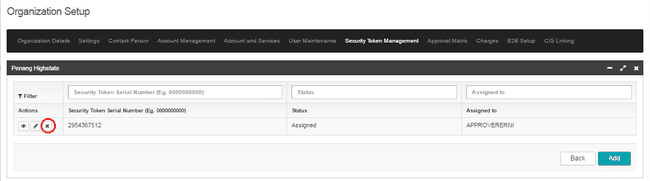 Organization Setup
Organization Details Settings Contact Person Account Management Account and Services User Maintenance Security Token Management Approval Matrix Charges B2B Setup CIS Linking
Penang Highstate
Filter Security Token Serial Number (Eg. 0000000000) Status Assigned to
Actions Security Token Serial Number (Eg. 0000000000) Status Assigned to
2954367512 Assigned APPROVERERNI
Back Add